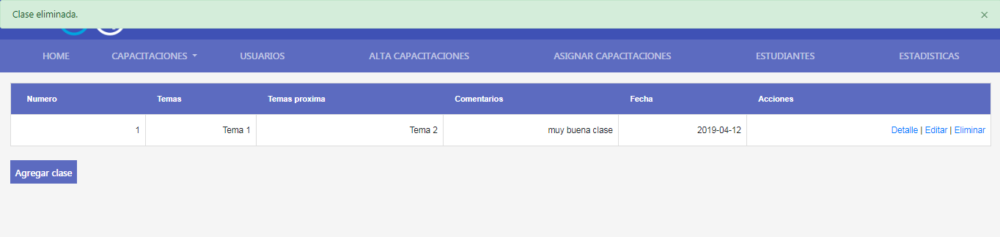 Clase eliminada. ×
HOME CAPACITACIONES USUARIOS ALTA CAPACITACIONES ASIGNAR CAPACITACIONES ESTUDIANTES ESTADISTICAS
Numero Temas Temas proxima Comentarios Fecha Acciones
1 Tema 1 Tema 2 muy buena clase 2019-04-12 Detalle | Editar | Eliminar
Agregar clase